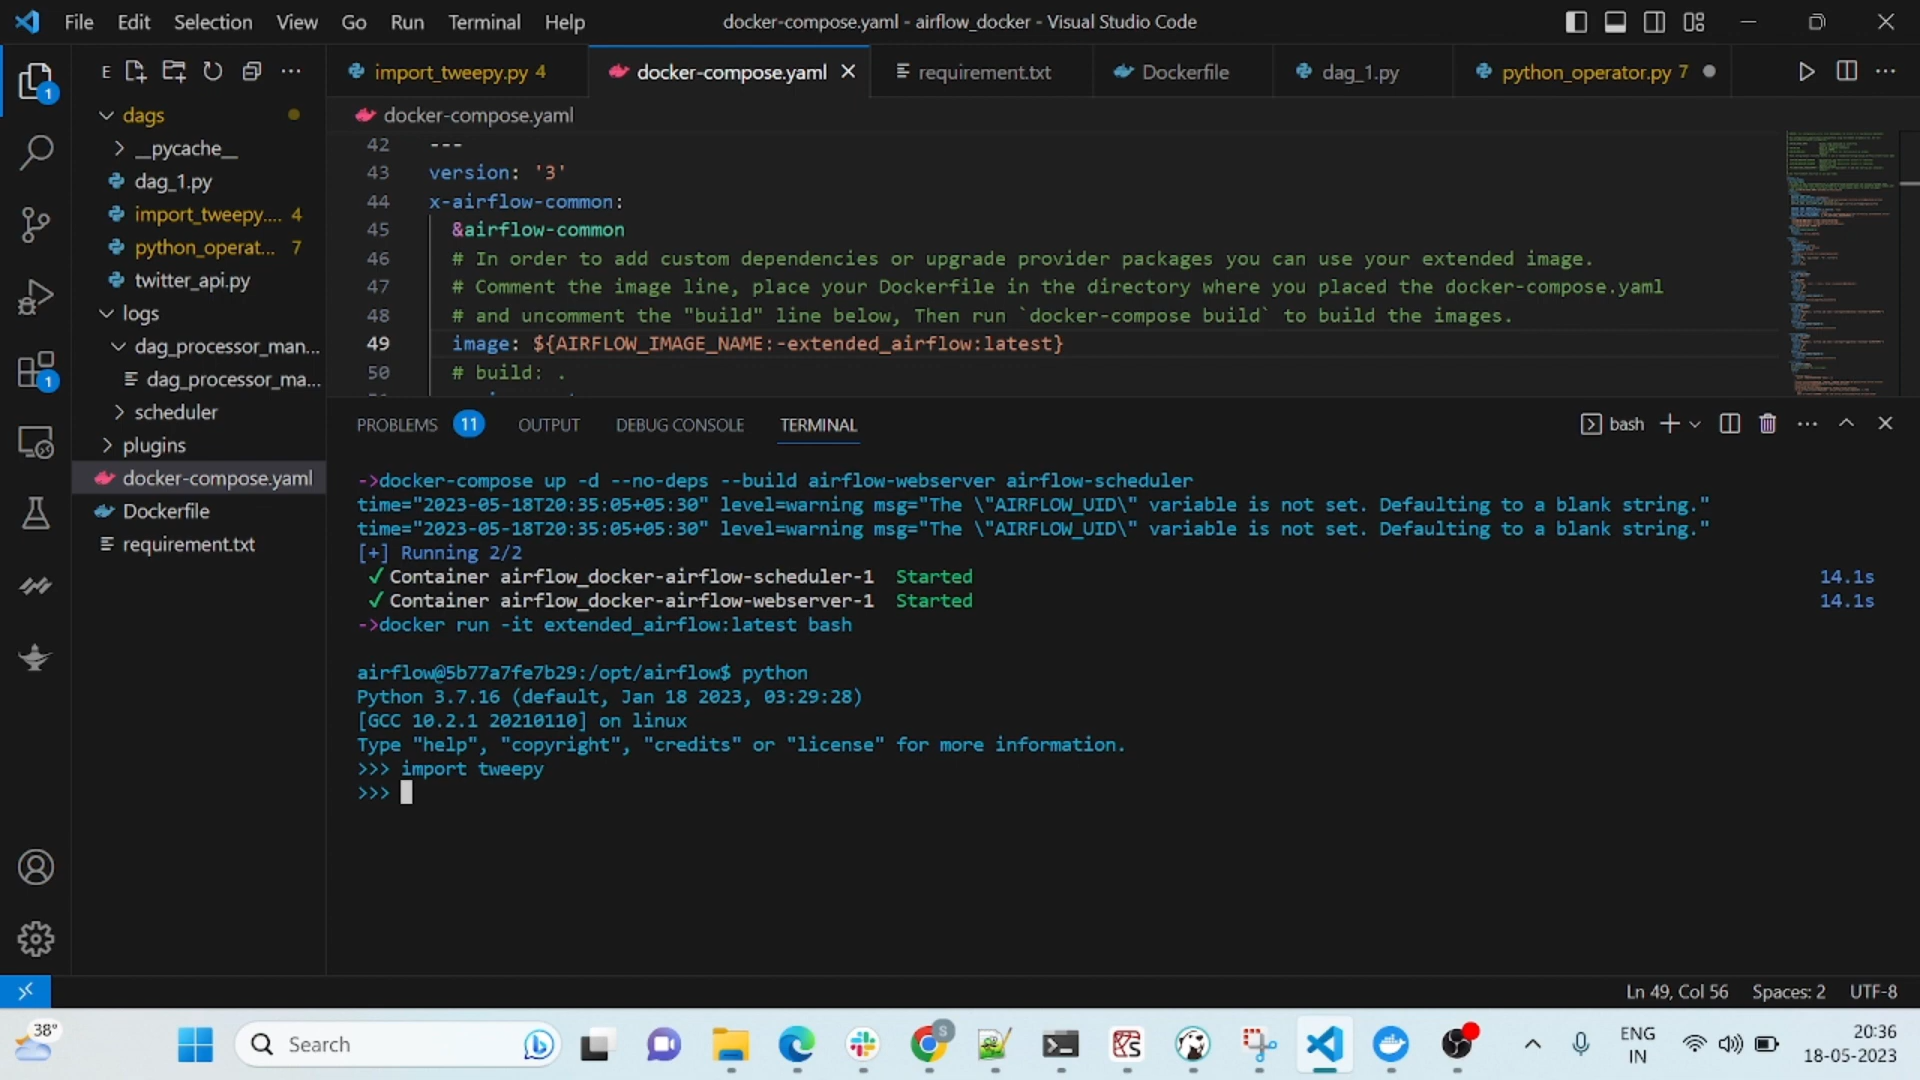 File Edit Selection View Go Run Terminal Help
docker-compose.yaml - airflow_docker - Visual Studio Code
E
import_tweepy.py 4
docker-compose.yaml
requirement.txt
Dockerfile
dag_1.py
python_operator.py 7
1
dags
__pycache__
dag_1.py
import_tweepy.... 4
python_operat... 7
twitter_api.py
logs
dag_processor_man...
dag_processor_ma...
scheduler
plugins
docker-compose.yaml
Dockerfile
requirement.txt
1
docker-compose.yaml
42 ---
43 version: '3'
44 x-airflow-common:
45 &airflow-common
46 # In order to add custom dependencies or upgrade provider packages you can use your extended image.
47 # Comment the image line, place your Dockerfile in the directory where you placed the docker-compose.yaml
48 # and uncomment the "build" line below, Then run `docker-compose build` to build the images.
49 image: ${AIRFLOW_IMAGE_NAME:-extended_airflow:latest}
50 # build: .
PROBLEMS 11 OUTPUT DEBUG CONSOLE TERMINAL
bash
->docker-compose up -d --no-deps --build airflow-webserver airflow-scheduler
time="2023-05-18T20:35:05+05:30" level=warning msg="The \"AIRFLOW_UID\" variable is not set. Defaulting to a blank string."
time="2023-05-18T20:35:05+05:30" level=warning msg="The \"AIRFLOW_UID\" variable is not set. Defaulting to a blank string."
[+] Running 2/2
✓Container airflow_docker-airflow-scheduler-1 Started 14.1s
✓Container airflow_docker-airflow-webserver-1 Started 14.1s
->docker run -it extended_airflow:latest bash
airflow@5b77a7fe7b29:/opt/airflow$ python
Python 3.7.16 (default, Jan 18 2023, 03:29:28)
[GCC 10.2.1 20210110] on linux
Type "help", "copyright", "credits" or "license" for more information.
>>> import tweepy
>>>
Ln 49, Col 56 Spaces: 2 UTF-8
38°
Search
S
ENG
IN
20:36
18-05-2023